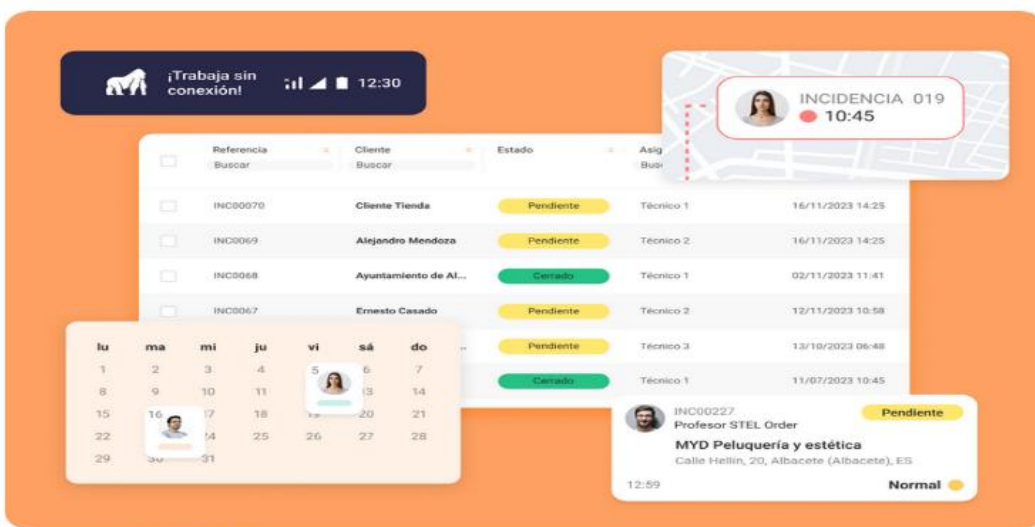 ¡Trabaja sin
conexión!
12:30
INCIDENCIA 019
10:45
Referencia Cliente Estado Asig
Buscar Buscar
INC00070 Cliente Tienda Pendiente Técnico 1 16/11/2023 14:25
INC0069 Alejandro Mendoza Pendiente Técnico 2 16/11/2023 14:25
INC0068 Ayuntamiento de Al... Cerrado Técnico 1 02/11/2023 11:41
INC0067 Ernesto Casado Pendiente Técnico 2 12/11/2023 10:58
Pendiente Técnico 3 13/10/2023 06:48
Cerrado Técnico 1 11/07/2023 10:45
lu ma mi ju vi sá do
1 2 3 4 5 6 7
8 9 10 11 13 14
15 16 17 18 19 20 21
22 24 25 26 27 28
29 30 31
INC00227 Pendiente
Profesor STEL Order
MYD Peluquería y estética
Calle Hellín, 20, Albacete (Albacete), ES
12:59 Normal